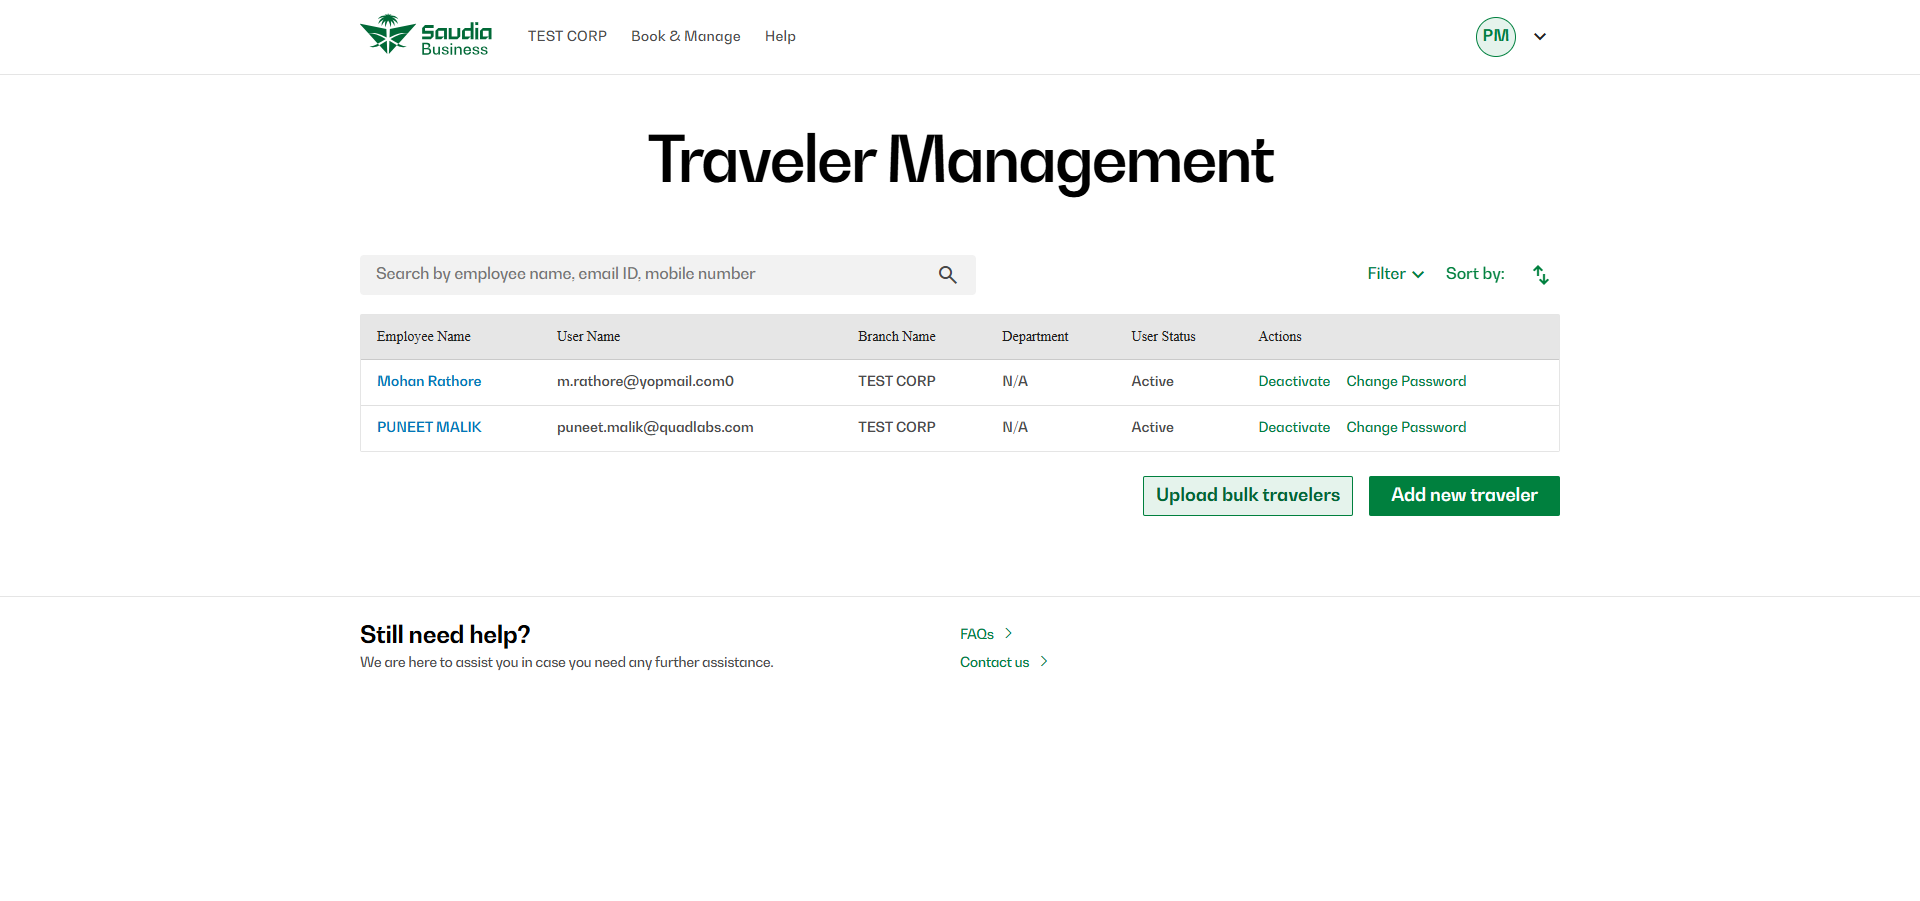 Saudia
Business
TEST CORP Book & Manage Help
PM
Traveler Management
Search by employee name, email ID, mobile number
Filter Sort by:
Employee Name User Name Branch Name Department User Status Actions
Mohan Rathore m.rathore@yopmail.com0 TEST CORP N/A Active Deactivate Change Password
PUNEET MALIK puneet.malik@quadlabs.com TEST CORP N/A Active Deactivate Change Password
Upload bulk travelers Add new traveler
Still need help?
We are here to assist you in case you need any further assistance.
FAQs
Contact us